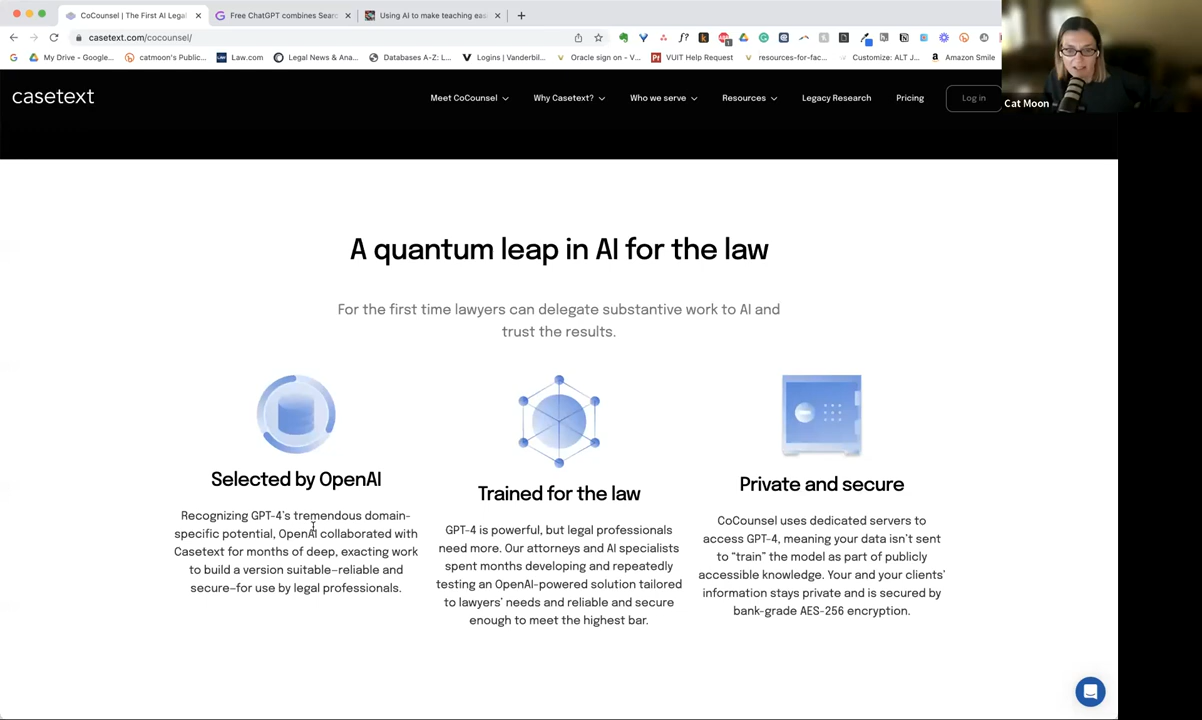 CoCounsel | The First AI Legal
Free ChatGPT combines Sear
Using AI to make teaching eas
casetext.com/cocounsel/
G
My Drive – Google...
catmoon's Public...
Law.com
Legal News & Ana...
Databases A-Z: L...
Logins | Vanderbil...
Oracle sign on - V...
VUIT Help Request
resources-for-fac...
Customize: ALT J...
Amazon Smile
Cat Moon
casetext
Meet CoCounsel
Why Casetext?
Who we serve
Resources
Legacy Research
Pricing
Log in
A quantum leap in AI for the law
For the first time lawyers can delegate substantive work to AI and
trust the results.
Selected by OpenAI
Recognizing GPT-4's tremendous domain-
specific potential, OpenAI collaborated with
Casetext for months of deep, exacting work
to build a version suitable—reliable and
secure—for use by legal professionals.
Trained for the law
GPT-4 is powerful, but legal professionals
need more. Our attorneys and AI specialists
spent months developing and repeatedly
testing an OpenAI-powered solution tailored
to lawyers' needs and reliable and secure
enough to meet the highest bar.
Private and secure
CoCounsel uses dedicated servers to
access GPT-4, meaning your data isn't sent
to “train” the model as part of publicly
accessible knowledge. Your and your clients'
information stays private and is secured by
bank-grade AES-256 encryption.